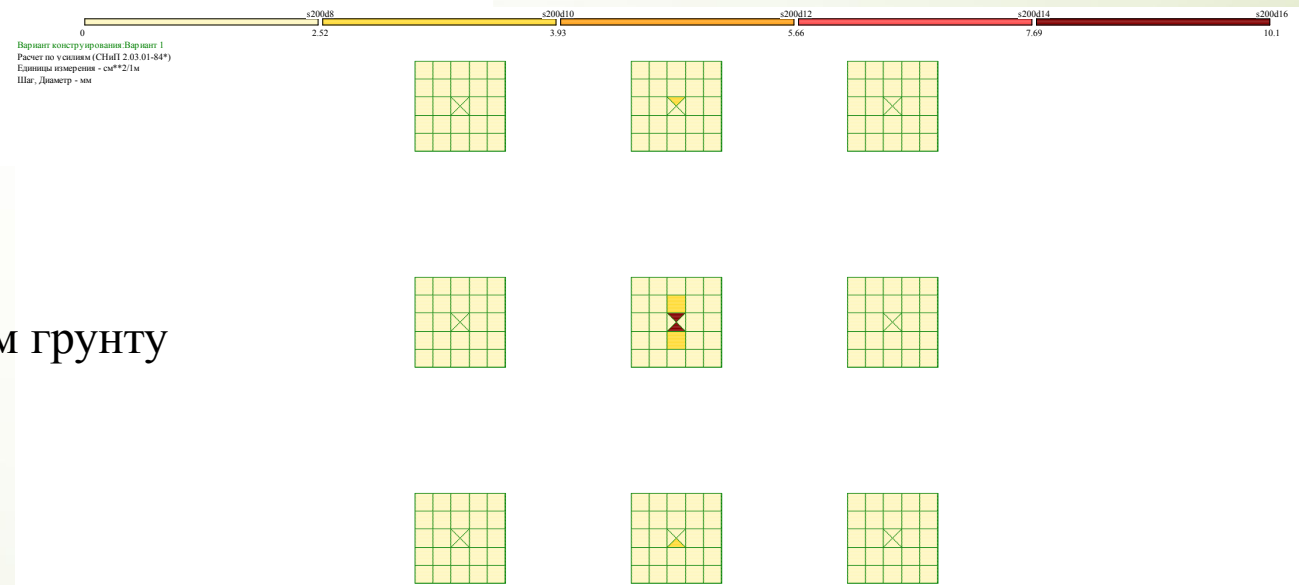 s200d8 s200d10 s200d12 s200d14 s200d16
0 2.52 3.93 5.66 7.69 10.1
Вариант конструирования:Вариант 1
Расчет по усилиям (СНиП 2.03.01-84*)
Единицы измерения - см**2/1м
Шаг, Диаметр - мм
м грунту